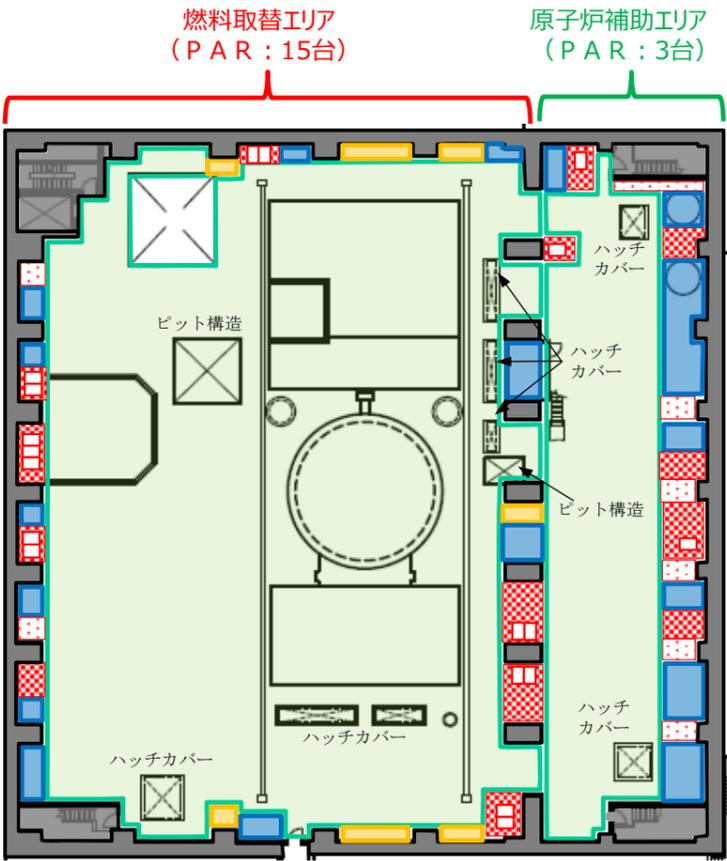 燃料取替エリア
（ＰＡＲ：15台）
原子炉補助エリア
（ＰＡＲ：3台）
ハッチ
カバー
ピット構造
ハッチ
カバー
ピット構造
ハッチ
カバー
ハッチカバー
ハッチカバー